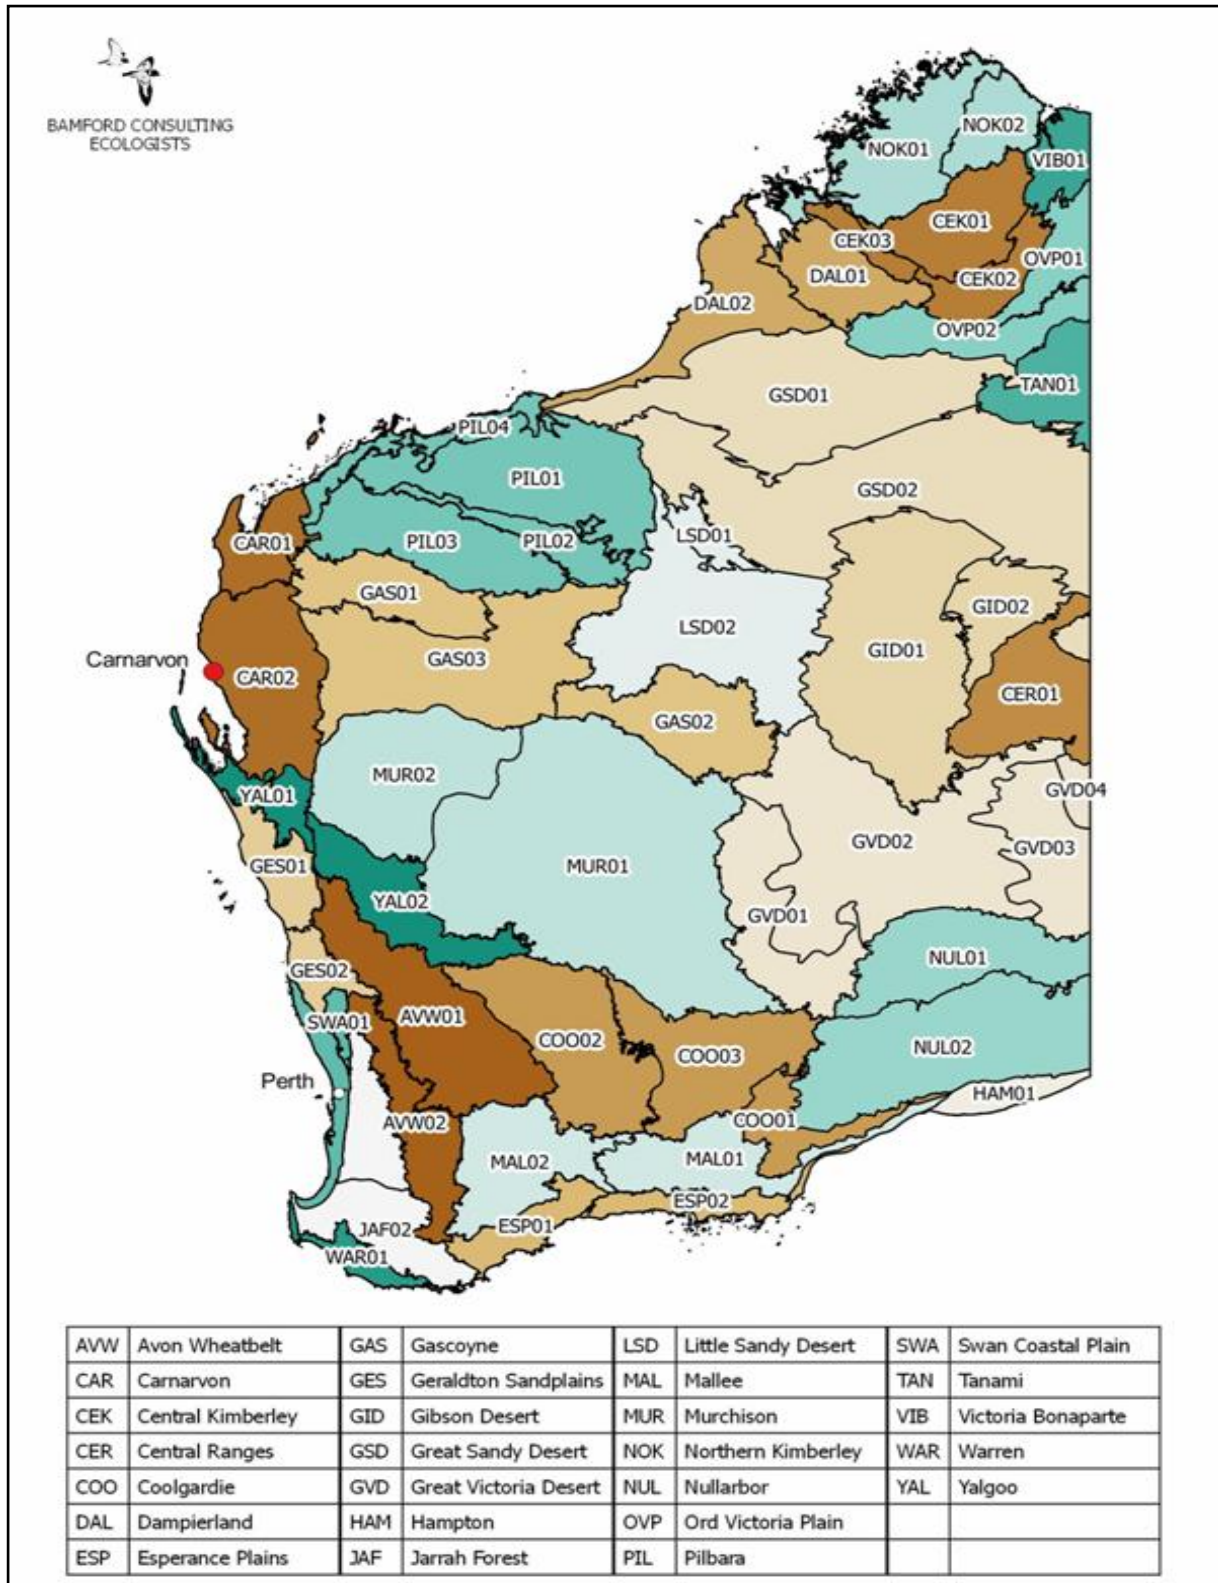 BAMFORD CONSULTING
ECOLOGISTS
NOK02
NOK01
VIB01
CEK01
CEK03
OVP01
DAL01
CEK02
DAL02
OVP02
TAN01
GSD01
PIL04
PIL01
GSD02
LSD01
CAR01
PIL03
PIL02
GAS01
GID02
LSD02
GID01
GAS03
Carnarvon
CAR02
CER01
GAS02
MUR02
GVD04
YAL01
GVD02
GVD03
GES01
MUR01
YAL02
GVD01
NUL01
GES02
SWA01
AVW01
COO02
NUL02
COO03
Perth
HAM01
AVW02
COO01
MAL02
MAL01
ESP02
ESP01
JAF02
WAR01
AVW Avon Wheatbelt GAS Gascoyne LSD Little Sandy Desert SWA Swan Coastal Plain
CAR Carnarvon GES Geraldton Sandplains MAL Mallee TAN Tanami
CEK Central Kimberley GID Gibson Desert MUR Murchison VIB Victoria Bonaparte
CER Central Ranges GSD Great Sandy Desert NOK Northern Kimberley WAR Warren
COO Coolgardie GVD Great Victoria Desert NUL Nullarbor YAL Yalgoo
DAL Dampierland HAM Hampton OVP Ord Victoria Plain
ESP Esperance Plains JAF Jarrah Forest PIL Pilbara